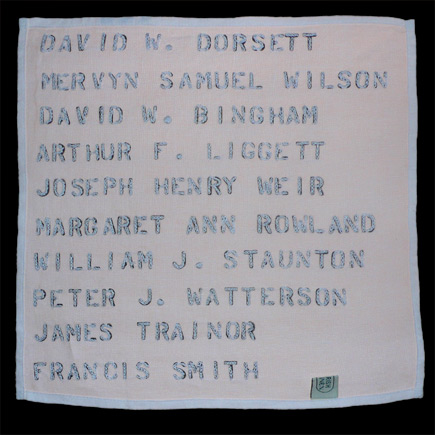 DAVID W. DORSETT
MERVYN SAMUEL WILSON
DAVID W. BINGHAM
ARTHUR F. LIGGETT
JOSEPH HENRY WEIR
MARGARET ANN ROWLAND
WILLIAM J. STAUNTON
PETER J. WATTERSON
JAMES TRAINOR
FRANCIS SMITH